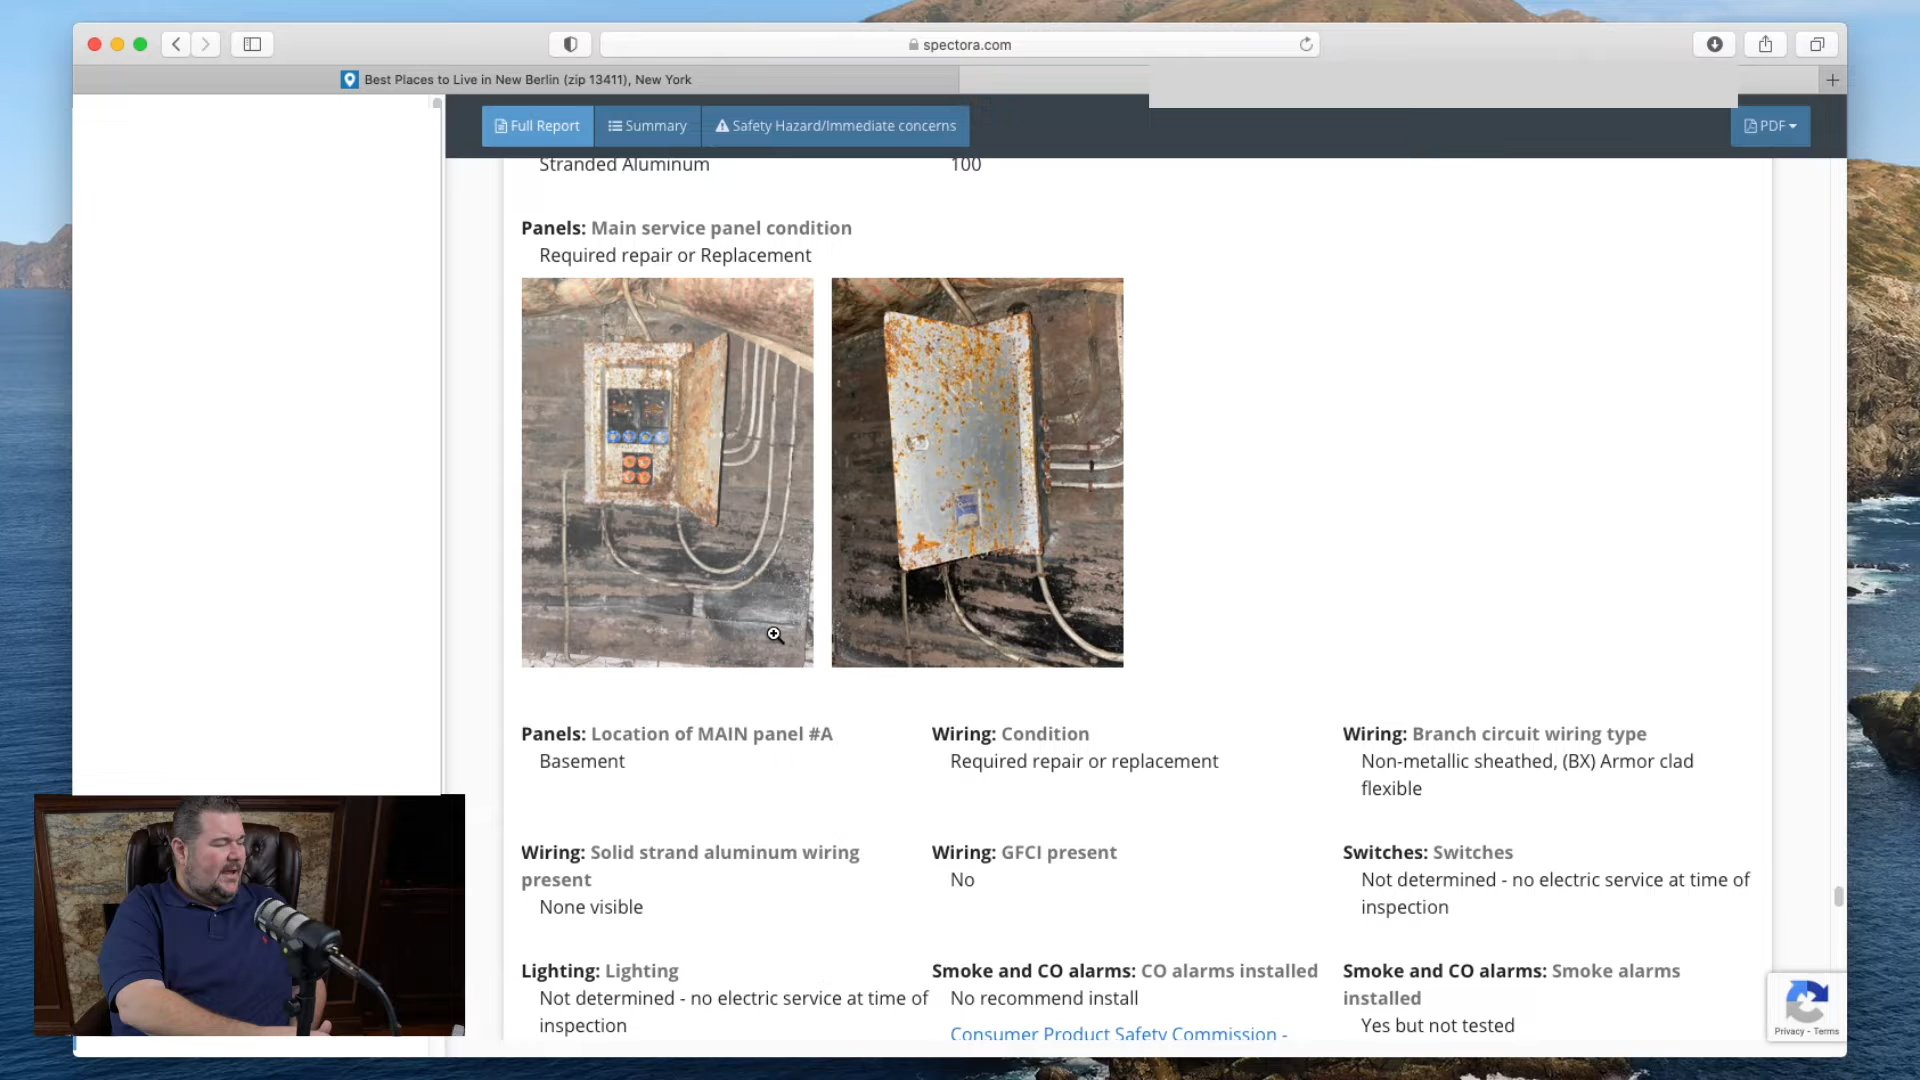 spectora.com
Best Places to Live in New Berlin (zip 13411), New York
Full Report
Summary
Safety Hazard/Immediate concerns
PDF
Stranded Aluminum
100
Panels: Main service panel condition
Required repair or Replacement
Panels: Location of MAIN panel #A
Basement
Wiring: Condition
Required repair or replacement
Wiring: Branch circuit wiring type
Non-metallic sheathed, (BX) Armor clad
flexible
Wiring: Solid strand aluminum wiring
present
None visible
Wiring: GFCI present
No
Switches: Switches
Not determined - no electric service at time of
inspection
Lighting: Lighting
Not determined - no electric service at time of
inspection
Smoke and CO alarms: CO alarms installed
No recommend install
Consumer Product Safety Commission -
Smoke and CO alarms: Smoke alarms
installed
Yes but not tested
Privacy - Terms